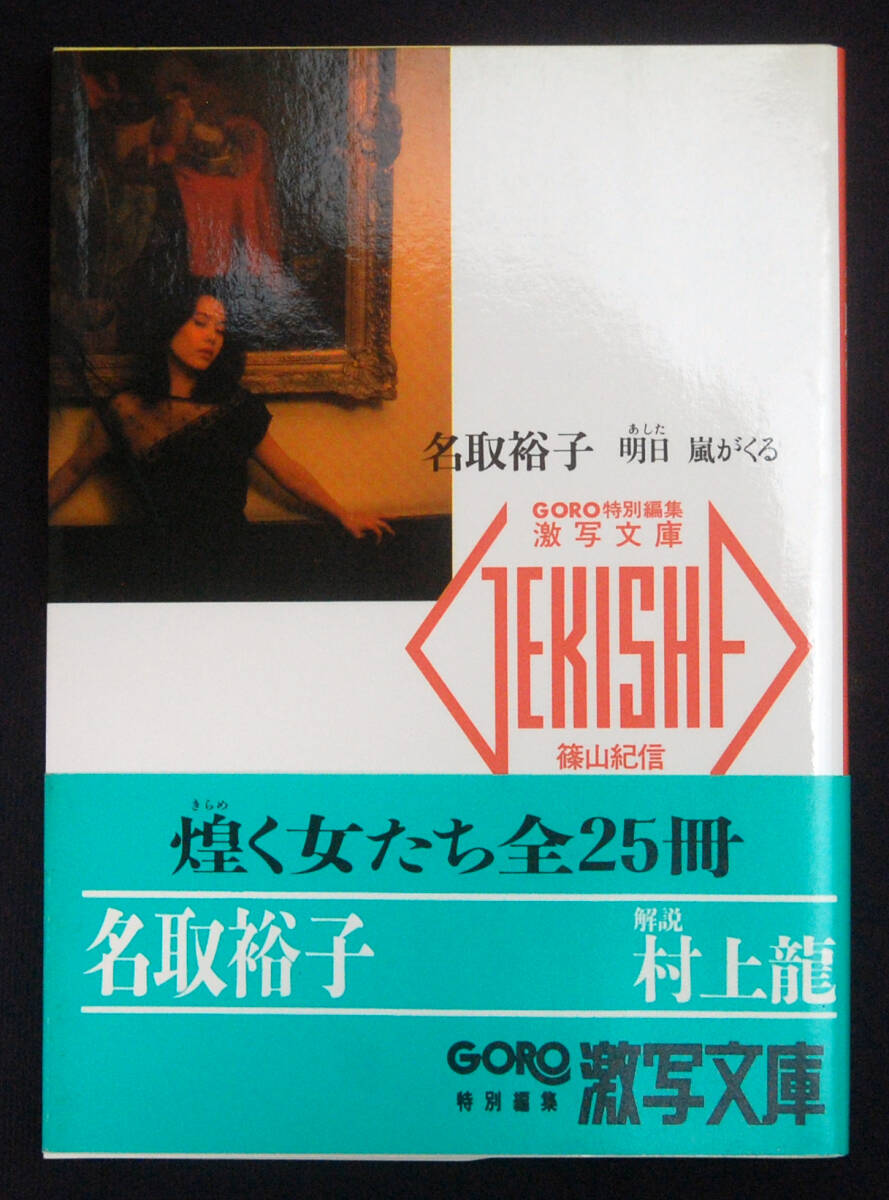 名取裕子 明日 嵐がくる
あした
GORO特別編集
激写文庫
GEKISHA
篠山紀信
きらめ
煌く女たち全25冊
名取裕子
解説
村上龍
GORO
特別編集
激写文庫